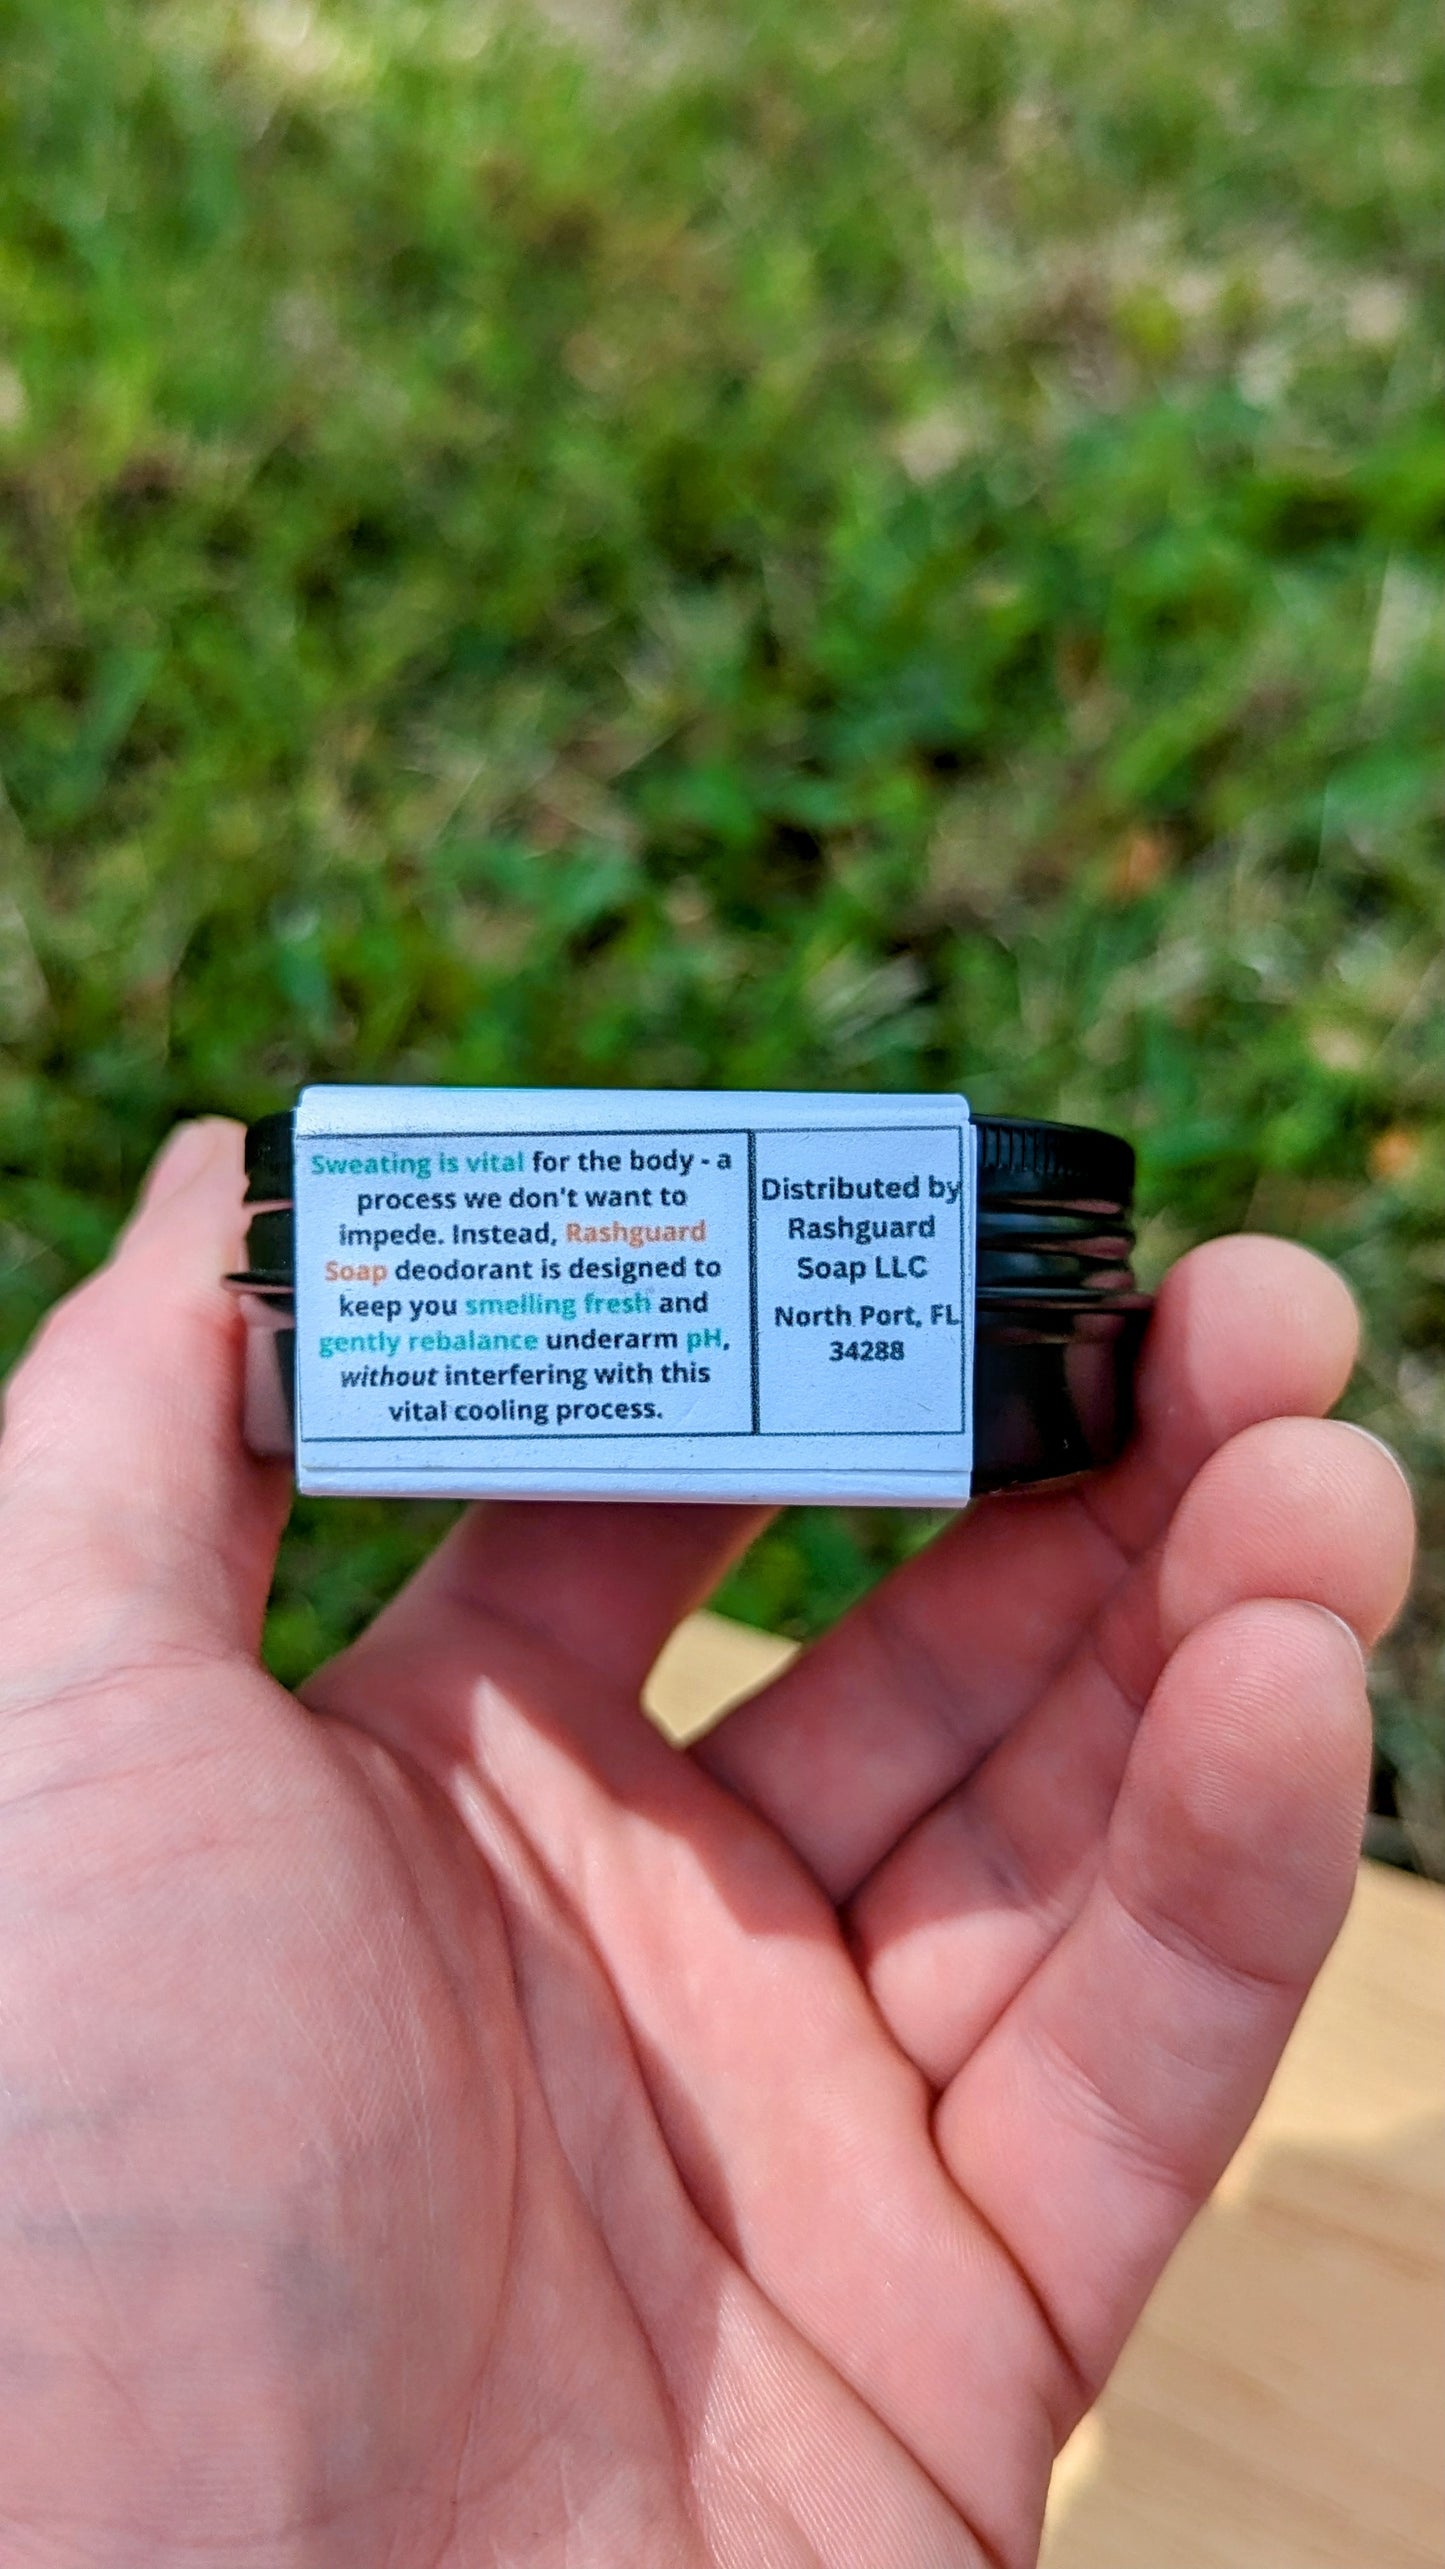 Sweating is vital for the body - a
process we don't want to
impede. Instead, Rashguard
Soap deodorant is designed to
keep you smelling fresh and
gently rebalance underarm pH,
without interfering with this
vital cooling process.
Distributed by
Rashguard
Soap LLC
North Port, FL
34288